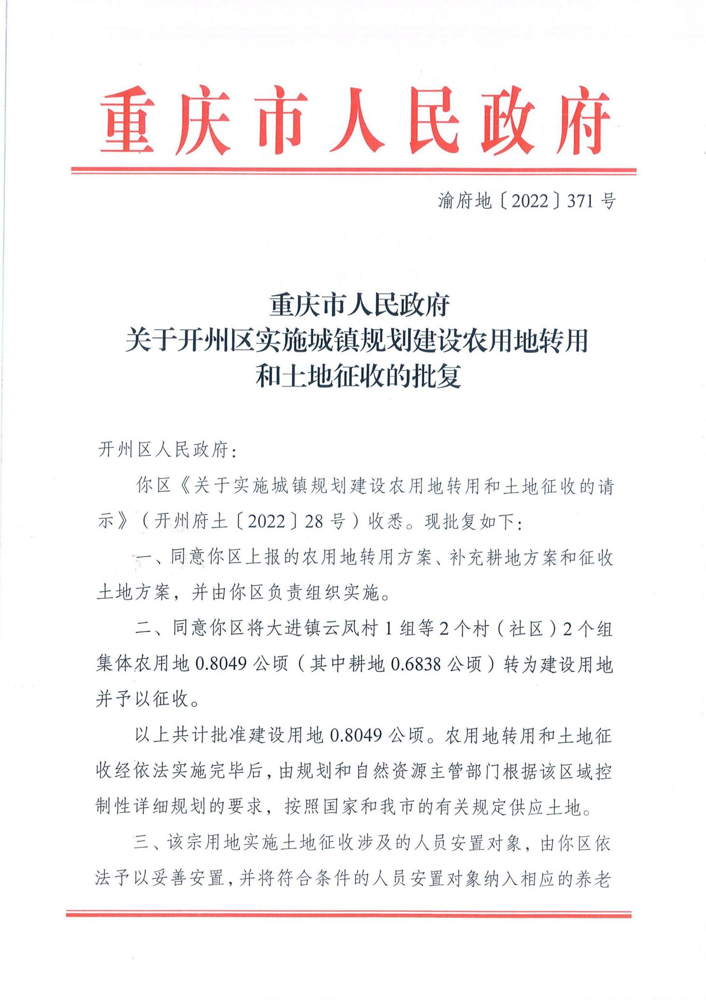 重庆市人民政府
渝府地〔2022〕371号
重庆市人民政府
关于开州区实施城镇规划建设农用地转用
和土地征收的批复
开州区人民政府：
你区《关于实施城镇规划建设农用地转用和土地征收的请
示》（开州府土〔2022〕28号）收悉。现批复如下：
一、同意你区上报的农用地转用方案、补充耕地方案和征收
土地方案，并由你区负责组织实施。
二、同意你区将大进镇云凤村1组等2个村（社区）2个组
集体农用地0.8049公顷（其中耕地0.6838公顷）转为建设用地
并予以征收。
以上共计批准建设用地0.8049公顷。农用地转用和土地征
收经依法实施完毕后，由规划和自然资源主管部门根据该区域控
制性详细规划的要求，按照国家和我市的有关规定供应土地。
三、该宗用地实施土地征收涉及的人员安置对象，由你区依
法予以妥善安置，并将符合条件的人员安置对象纳入相应的养老